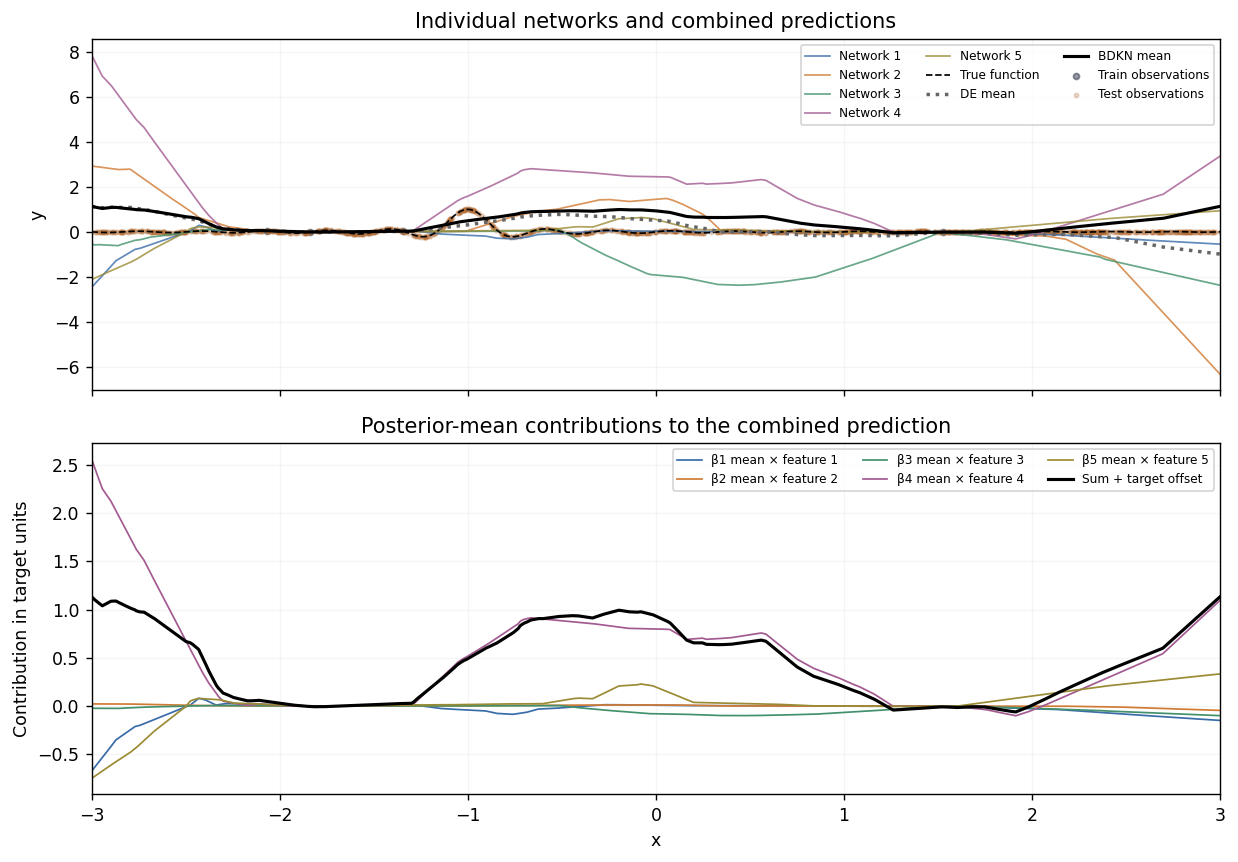 Individual networks and combined predictions
8
6
4
2
0
−2
−4
−6
y
Network 1
Network 2
Network 3
Network 4
Network 5
True function
DE mean
BDKN mean
Train observations
Test observations
Posterior-mean contributions to the combined prediction
2.5
2.0
1.5
1.0
0.5
0.0
−0.5
Contribution in target units
β1 mean × feature 1
β2 mean × feature 2
β3 mean × feature 3
β4 mean × feature 4
β5 mean × feature 5
Sum + target offset
−3
−2
−1
0
1
2
3
x